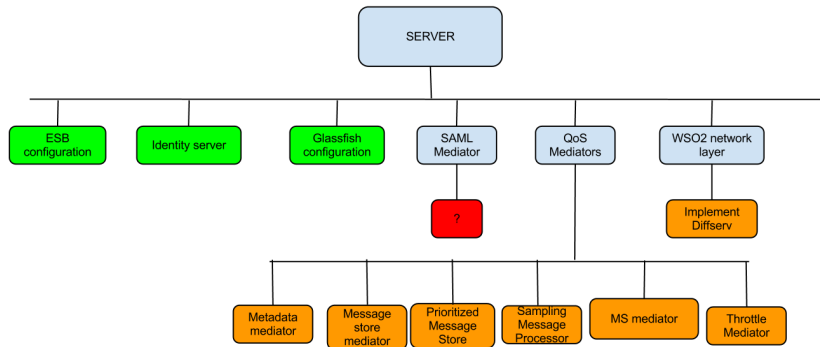 SERVER
ESB
configuration
Identity server
Glassfish
configuration
SAML
Mediator
QoS
Mediators
WSO2 network
layer
?
Implement
Diffserv
Metadata
mediator
Message
store
mediator
Prioritized
Message
Store
Sampling
Message
Processor
MS mediator
Throttle
Mediator